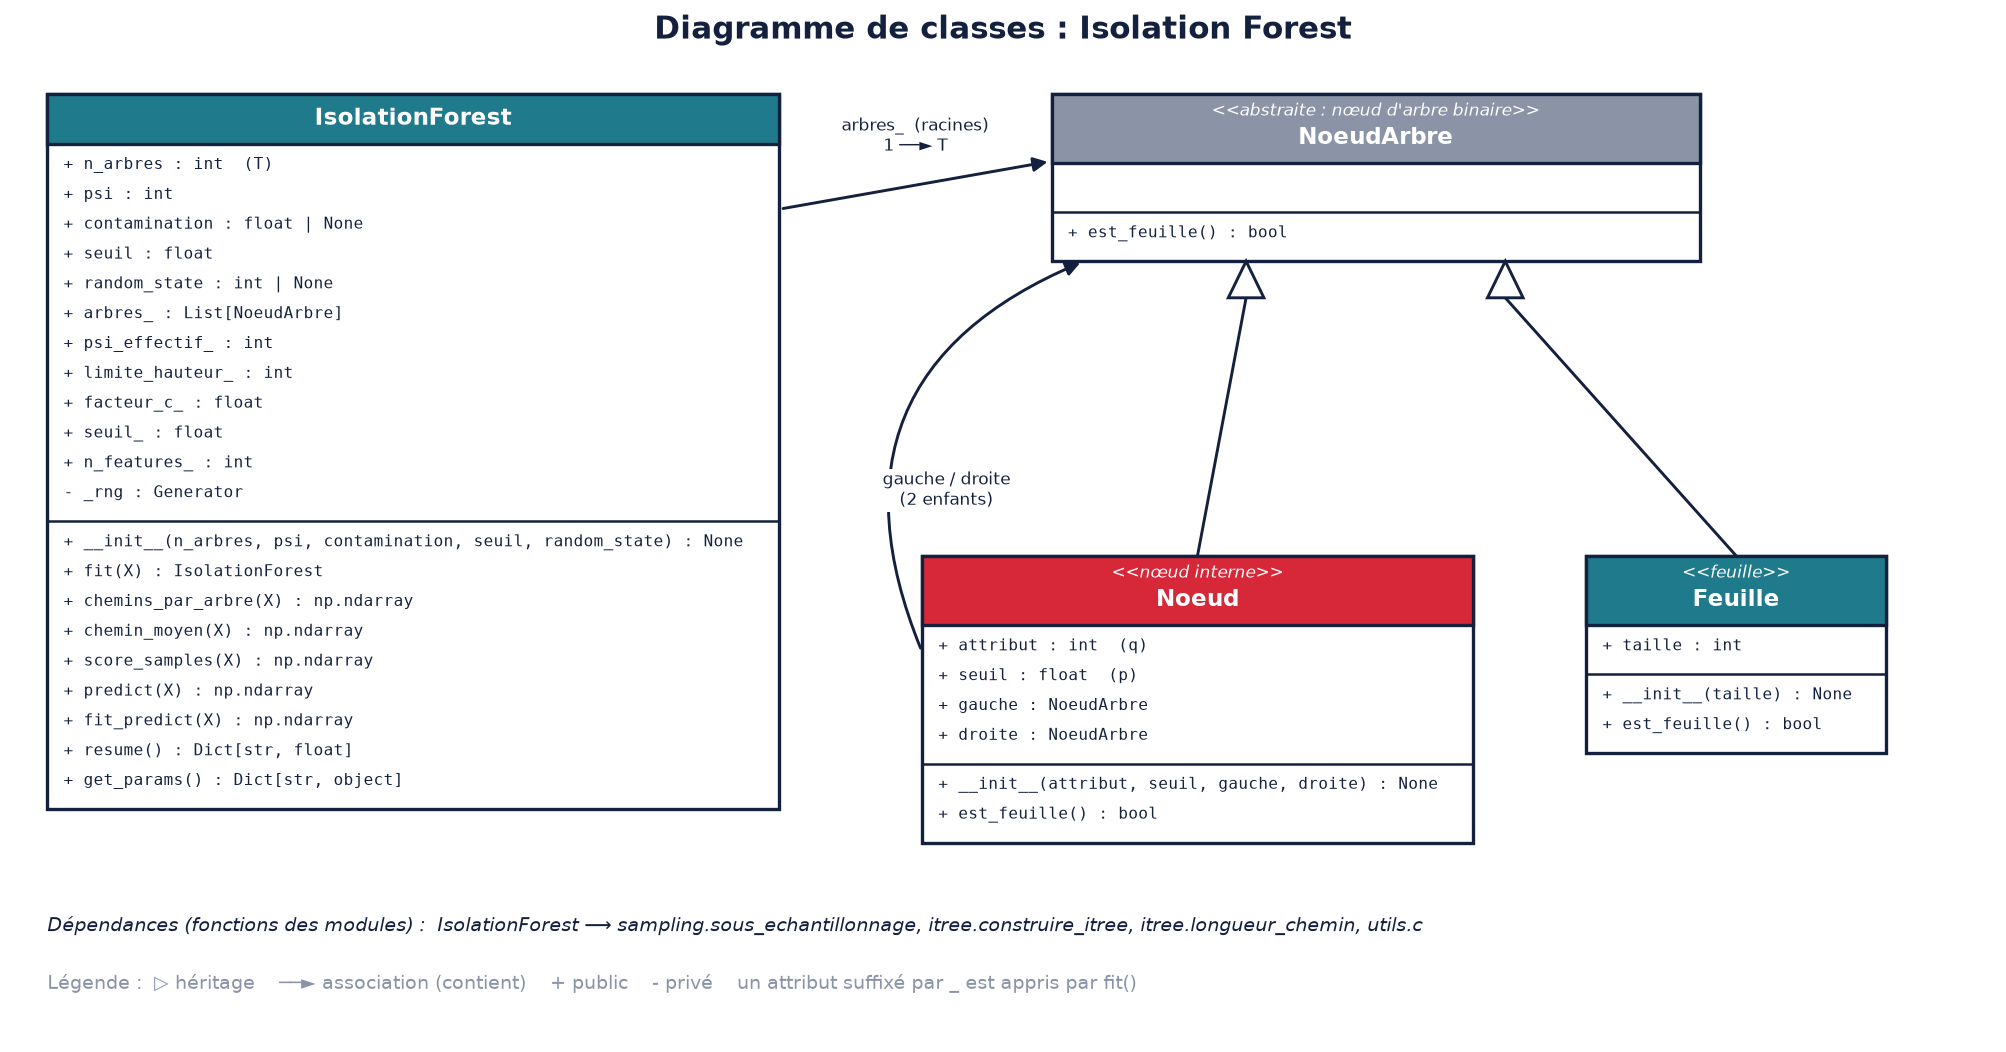 Diagramme de classes : Isolation Forest
IsolationForest
+ n_arbres : int  (T)
+ psi : int
+ contamination : float | None
+ seuil : float
+ random_state : int | None
+ arbres_ : List[NoeudArbre]
+ psi_effectif_ : int
+ limite_hauteur_ : int
+ facteur_c_ : float
+ seuil_ : float
+ n_features_ : int
- _rng : Generator
+ __init__(n_arbres, psi, contamination, seuil, random_state) : None
+ fit(X) : IsolationForest
+ chemins_par_arbre(X) : np.ndarray
+ chemin_moyen(X) : np.ndarray
+ score_samples(X) : np.ndarray
+ predict(X) : np.ndarray
+ fit_predict(X) : np.ndarray
+ resume() : Dict[str, float]
+ get_params() : Dict[str, object]
arbres_  (racines)
1 ──► T
<<abstraite : nœud d'arbre binaire>>
NoeudArbre
+ est_feuille() : bool
gauche / droite
(2 enfants)
<<nœud interne>>
Noeud
+ attribut : int  (q)
+ seuil : float  (p)
+ gauche : NoeudArbre
+ droite : NoeudArbre
+ __init__(attribut, seuil, gauche, droite) : None
+ est_feuille() : bool
<<feuille>>
Feuille
+ taille : int
+ __init__(taille) : None
+ est_feuille() : bool
Dépendances (fonctions des modules) :  IsolationForest ⟶ sampling.sous_echantillonnage, itree.construire_itree, itree.longueur_chemin, utils.c
Légende :  ▷ héritage    ──► association (contient)    + public    - privé    un attribut suffixé par _ est appris par fit()